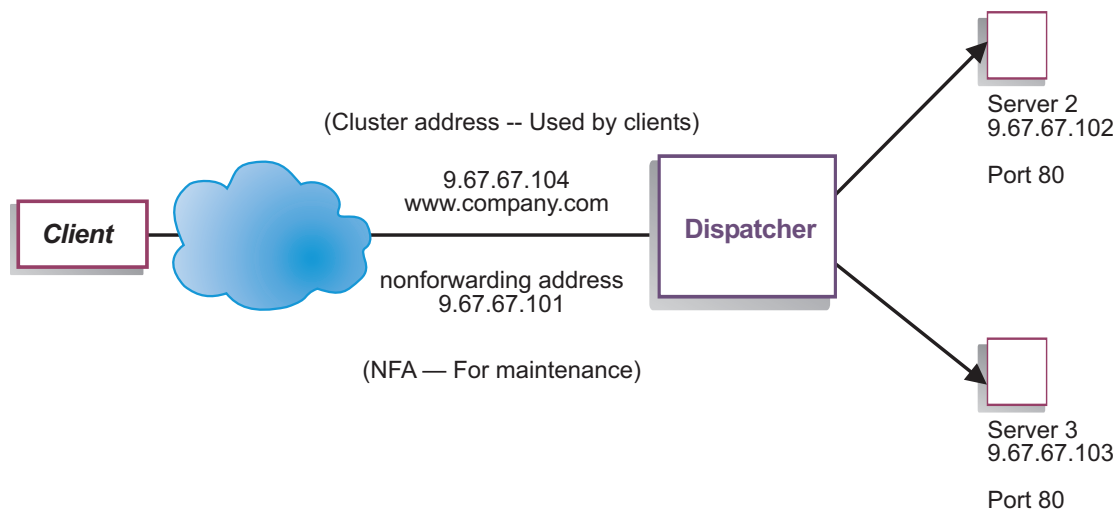 Client
(Cluster address -- Used by clients)
9.67.67.104
www.company.com
nonforwarding address
9.67.67.101
(NFA — For maintenance)
Dispatcher
Server 2
9.67.67.102
Port 80
Server 3
9.67.67.103
Port 80